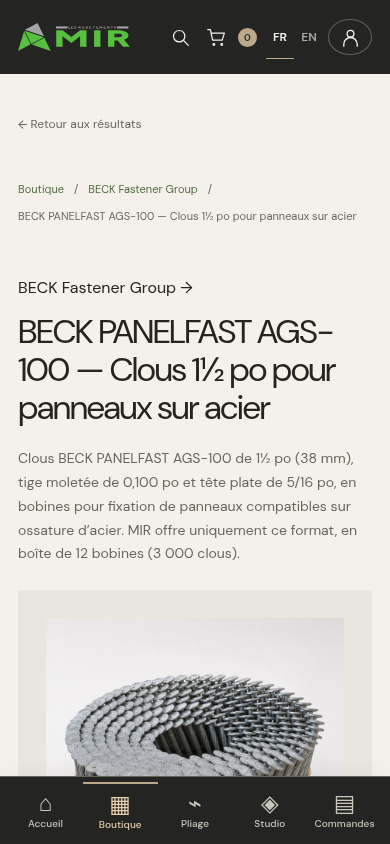 LES REVÊTEMENTS
MIR
0
FR
EN
← Retour aux résultats
Boutique / BECK Fastener Group /
BECK PANELFAST AGS-100 — Clous 1½ po pour panneaux sur acier
BECK Fastener Group →
BECK PANELFAST AGS-
100 — Clous 1½ po pour
panneaux sur acier
Clous BECK PANELFAST AGS-100 de 1½ po (38 mm),
tige moletée de 0,100 po et tête plate de 5/16 po, en
bobines pour fixation de panneaux compatibles sur
ossature d’acier. MIR offre uniquement ce format, en
boîte de 12 bobines (3 000 clous).
Accueil
Boutique
Pliage
Studio
Commandes